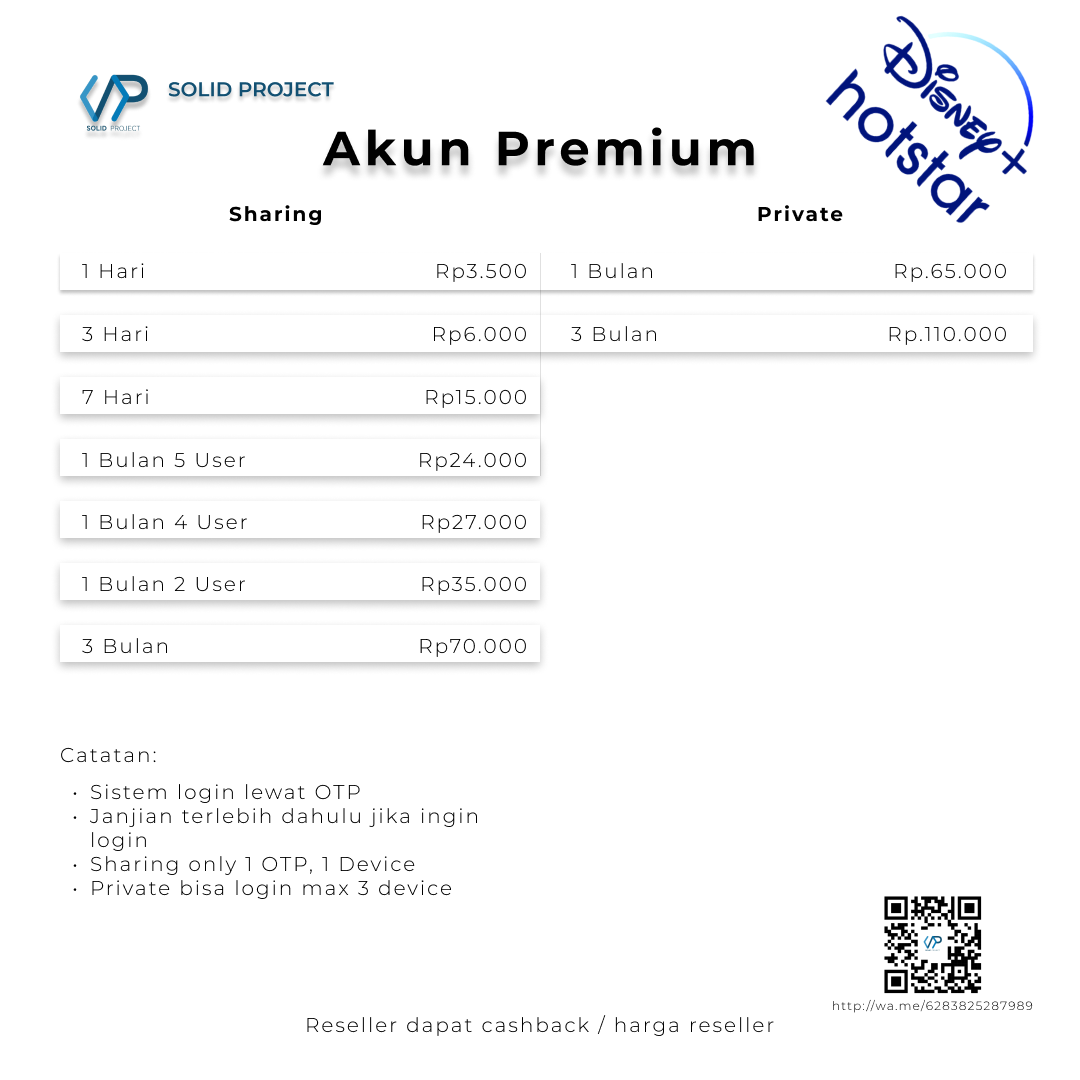 SOLID PROJECT
SOLID PROJECT
Disney+
hotstar
Akun Premium
Sharing
1 Hari Rp3.500
3 Hari Rp6.000
7 Hari Rp15.000
1 Bulan 5 User Rp24.000
1 Bulan 4 User Rp27.000
1 Bulan 2 User Rp35.000
3 Bulan Rp70.000
Private
1 Bulan Rp.65.000
3 Bulan Rp.110.000
Catatan:
• Sistem login lewat OTP
• Janjian terlebih dahulu jika ingin
login
• Sharing only 1 OTP, 1 Device
• Private bisa login max 3 device
http://wa.me/6283825287989
Reseller dapat cashback / harga reseller